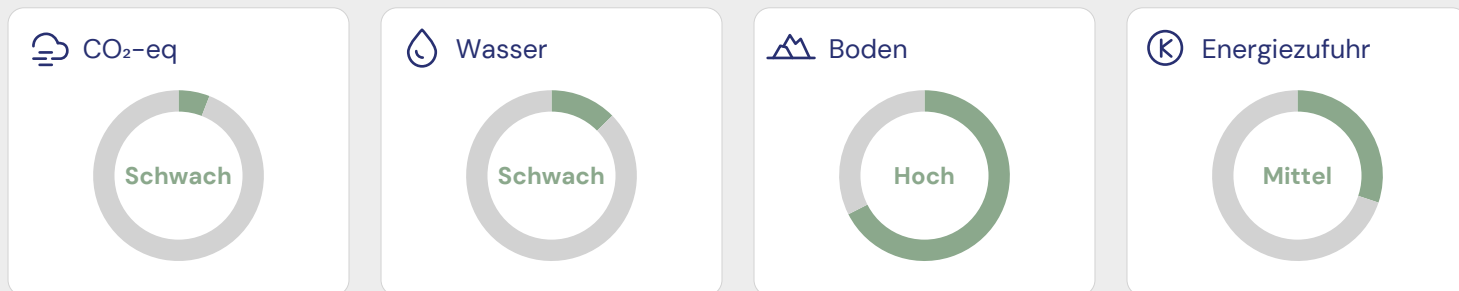 CO₂-eq
Schwach
Wasser
Schwach
Boden
Hoch
K Energiezufuhr
Mittel